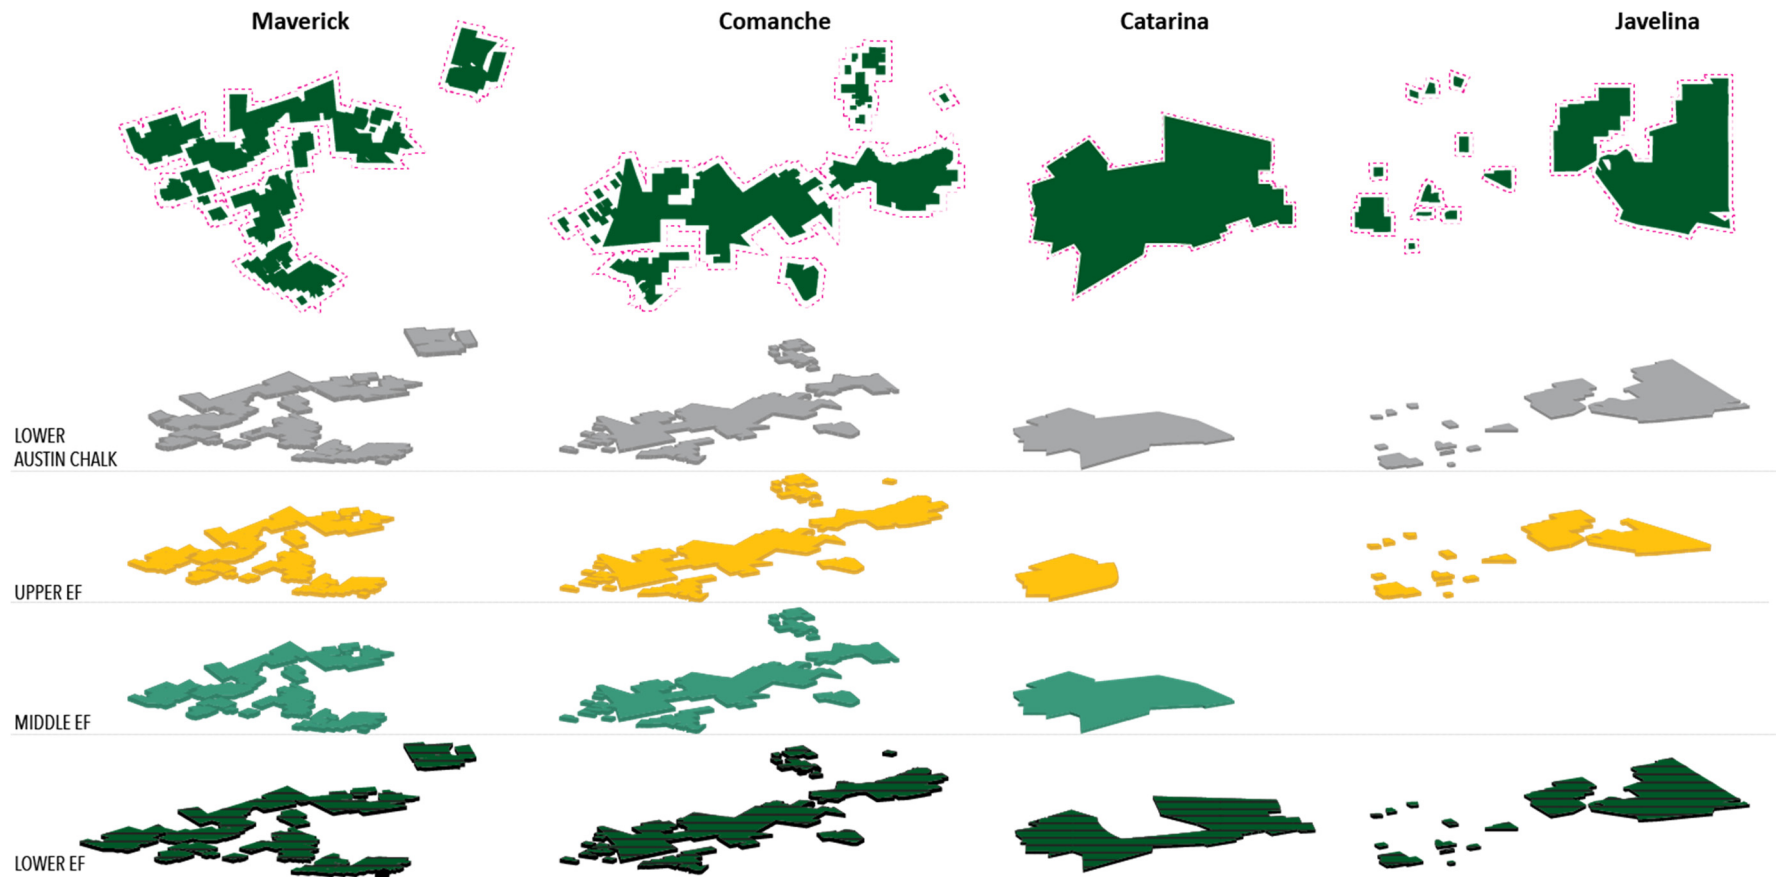 Maverick
Comanche
Catarina
Javelina
LOWER
AUSTIN CHALK
UPPER EF
MIDDLE EF
LOWER EF